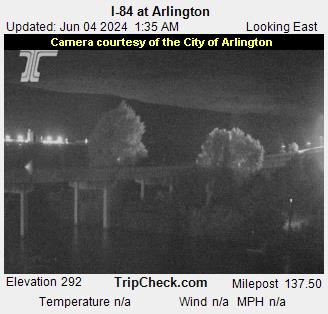 I-84 at Arlington
Updated: Jun 04 2024 1:35 AM Looking East
Camera courtesy of the City of Arlington
Elevation 292 TripCheck.com Milepost 137.50
Temperature n/a Wind n/a MPH n/a